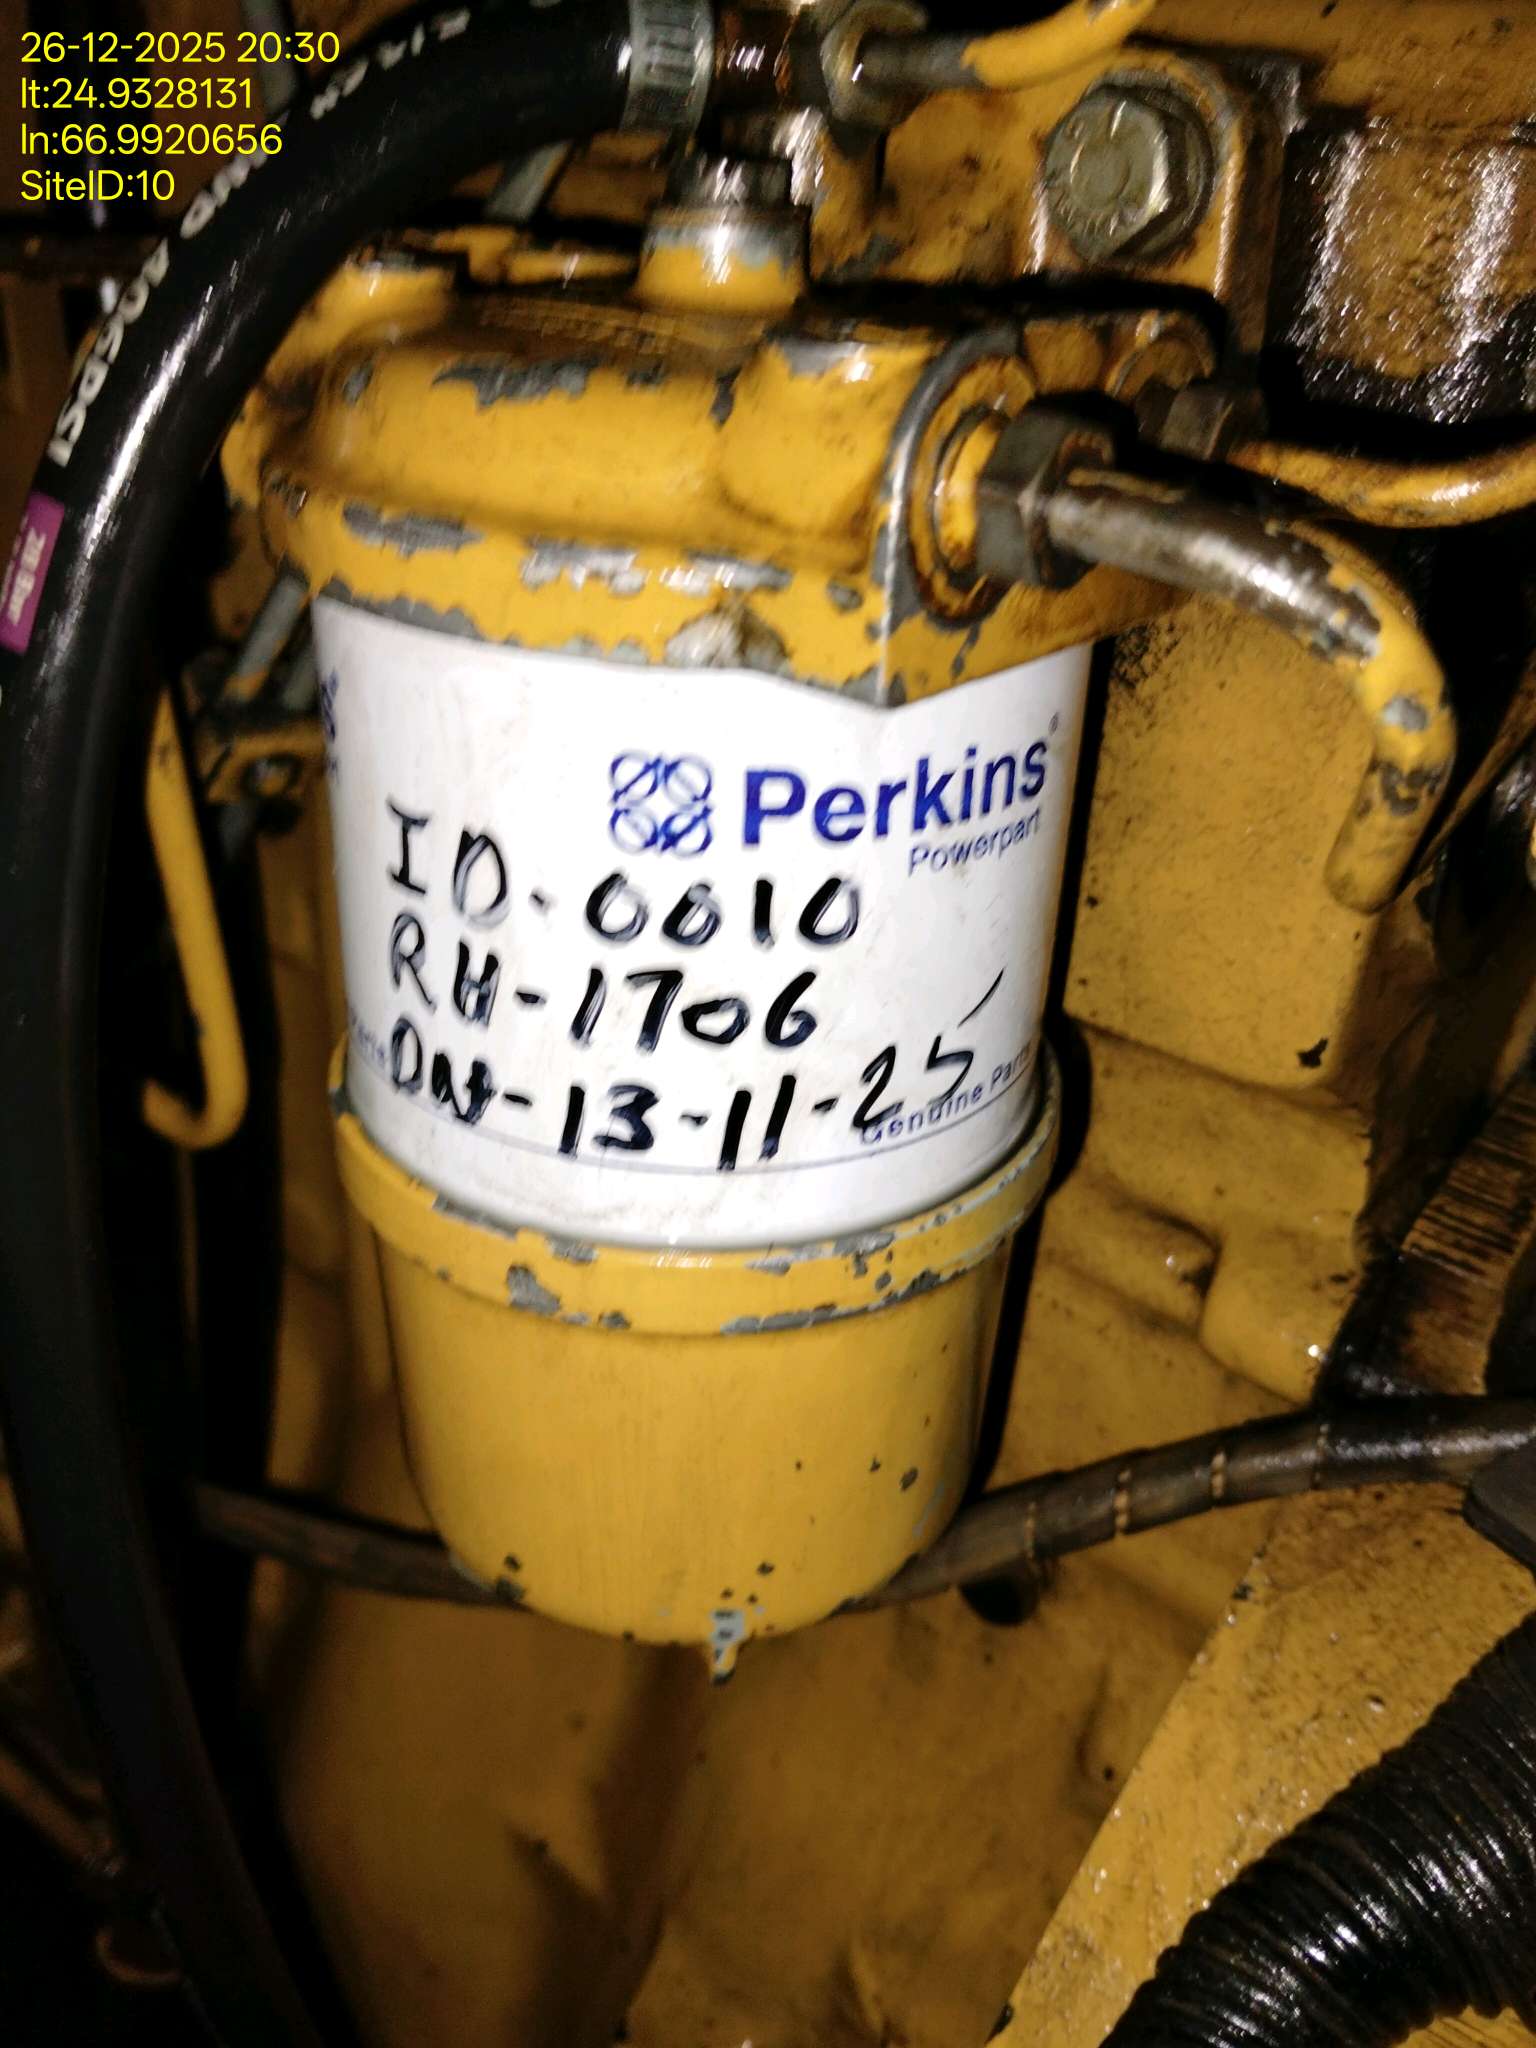 26-12-2025 20:30
lt:24.9328131
ln:66.9920656
SiteID:10
Perkins®
Powerpart
ID-0010
RH-1706
DN-13-11-25
Genuine Parts